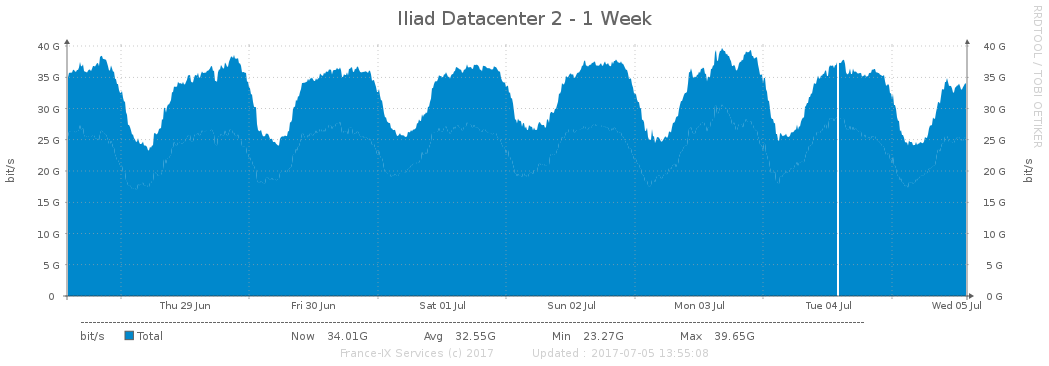 Iliad Datacenter 2 - 1 Week
RRDTOOL / TOBI OETIKER
40 G 40 G
35 G 35 G
30 G 30 G
25 G 25 G
20 G 20 G
15 G 15 G
10 G 10 G
5 G 5 G
0 0 G
bit/s
bit/s
Thu 29 Jun Fri 30 Jun Sat 01 Jul Sun 02 Jul Mon 03 Jul Tue 04 Jul Wed 05 Jul
bit/s Total Now 34.01G Avg 32.55G Min 23.27G Max 39.65G
France-IX Services (c) 2017 Updated : 2017-07-05 13:55:08